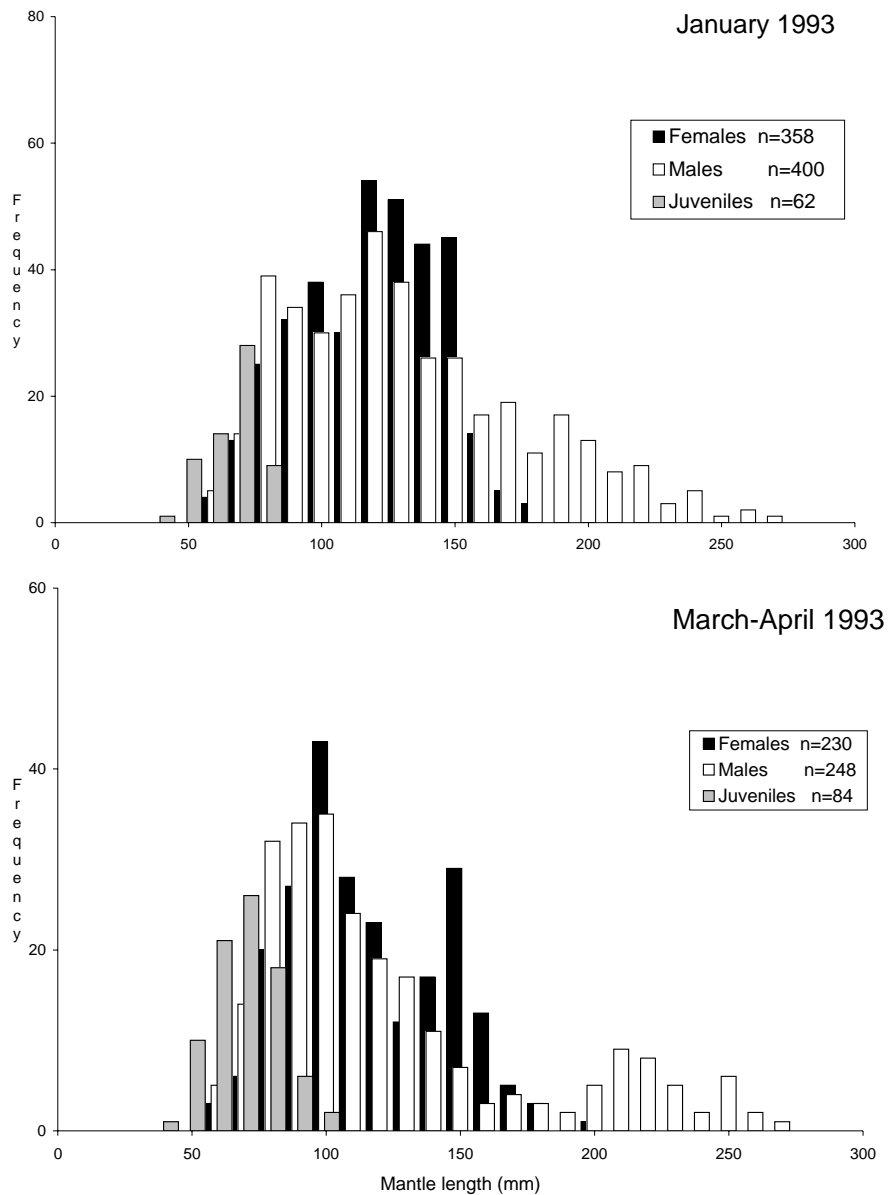 January 1993
80
60
40
20
0
Frequency
Females n=358
Males n=400
Juveniles n=62
0 50 100 150 200 250 300
March-April 1993
60
40
20
0
Frequency
Females n=230
Males n=248
Juveniles n=84
0 50 100 150 200 250 300
Mantle length (mm)